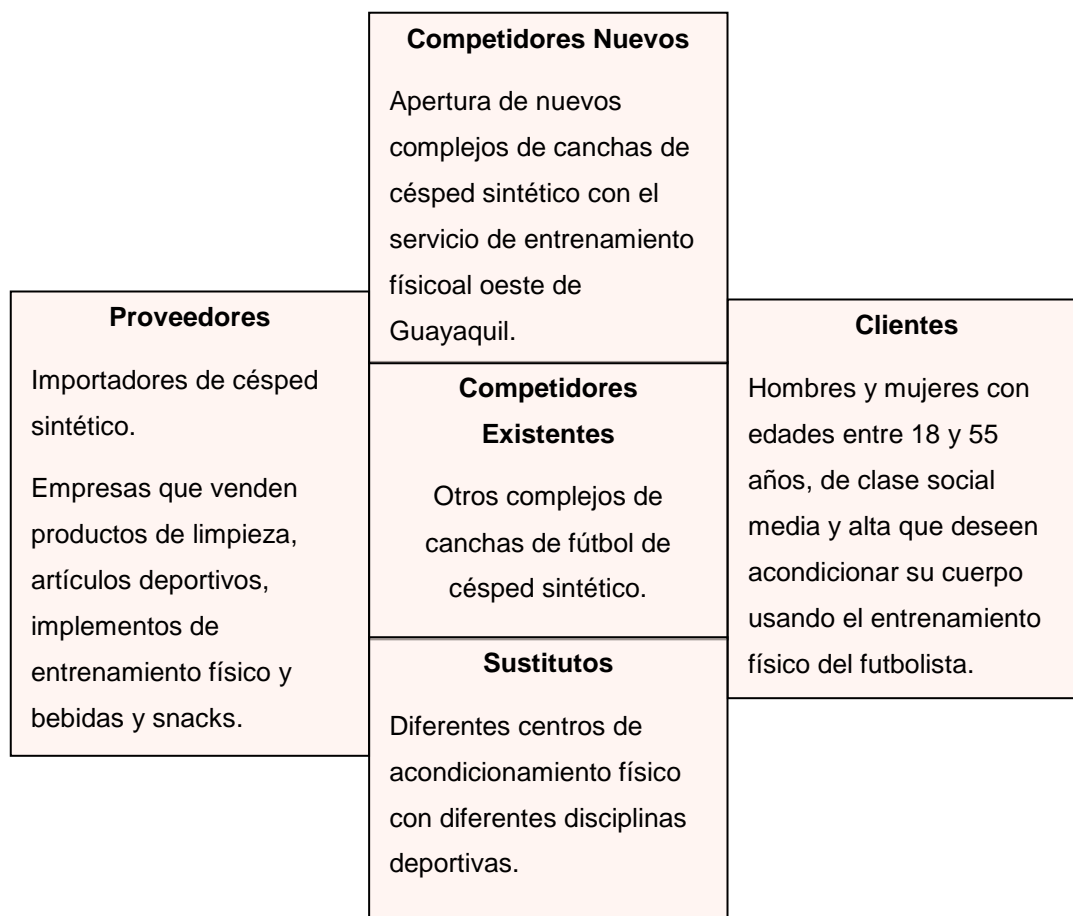 Competidores Nuevos
Apertura de nuevos
complejos de canchas de
césped sintético con el
servicio de entrenamiento
físicoal oeste de
Guayaquil.
Proveedores
Importadores de césped
sintético.
Empresas que venden
productos de limpieza,
artículos deportivos,
implementos de
entrenamiento físico y
bebidas y snacks.
Competidores
Existentes
Otros complejos de
canchas de fútbol de
césped sintético.
Clientes
Hombres y mujeres con
edades entre 18 y 55
años, de clase social
media y alta que deseen
acondicionar su cuerpo
usando el entrenamiento
físico del futbolista.
Sustitutos
Diferentes centros de
acondicionamiento físico
con diferentes disciplinas
deportivas.